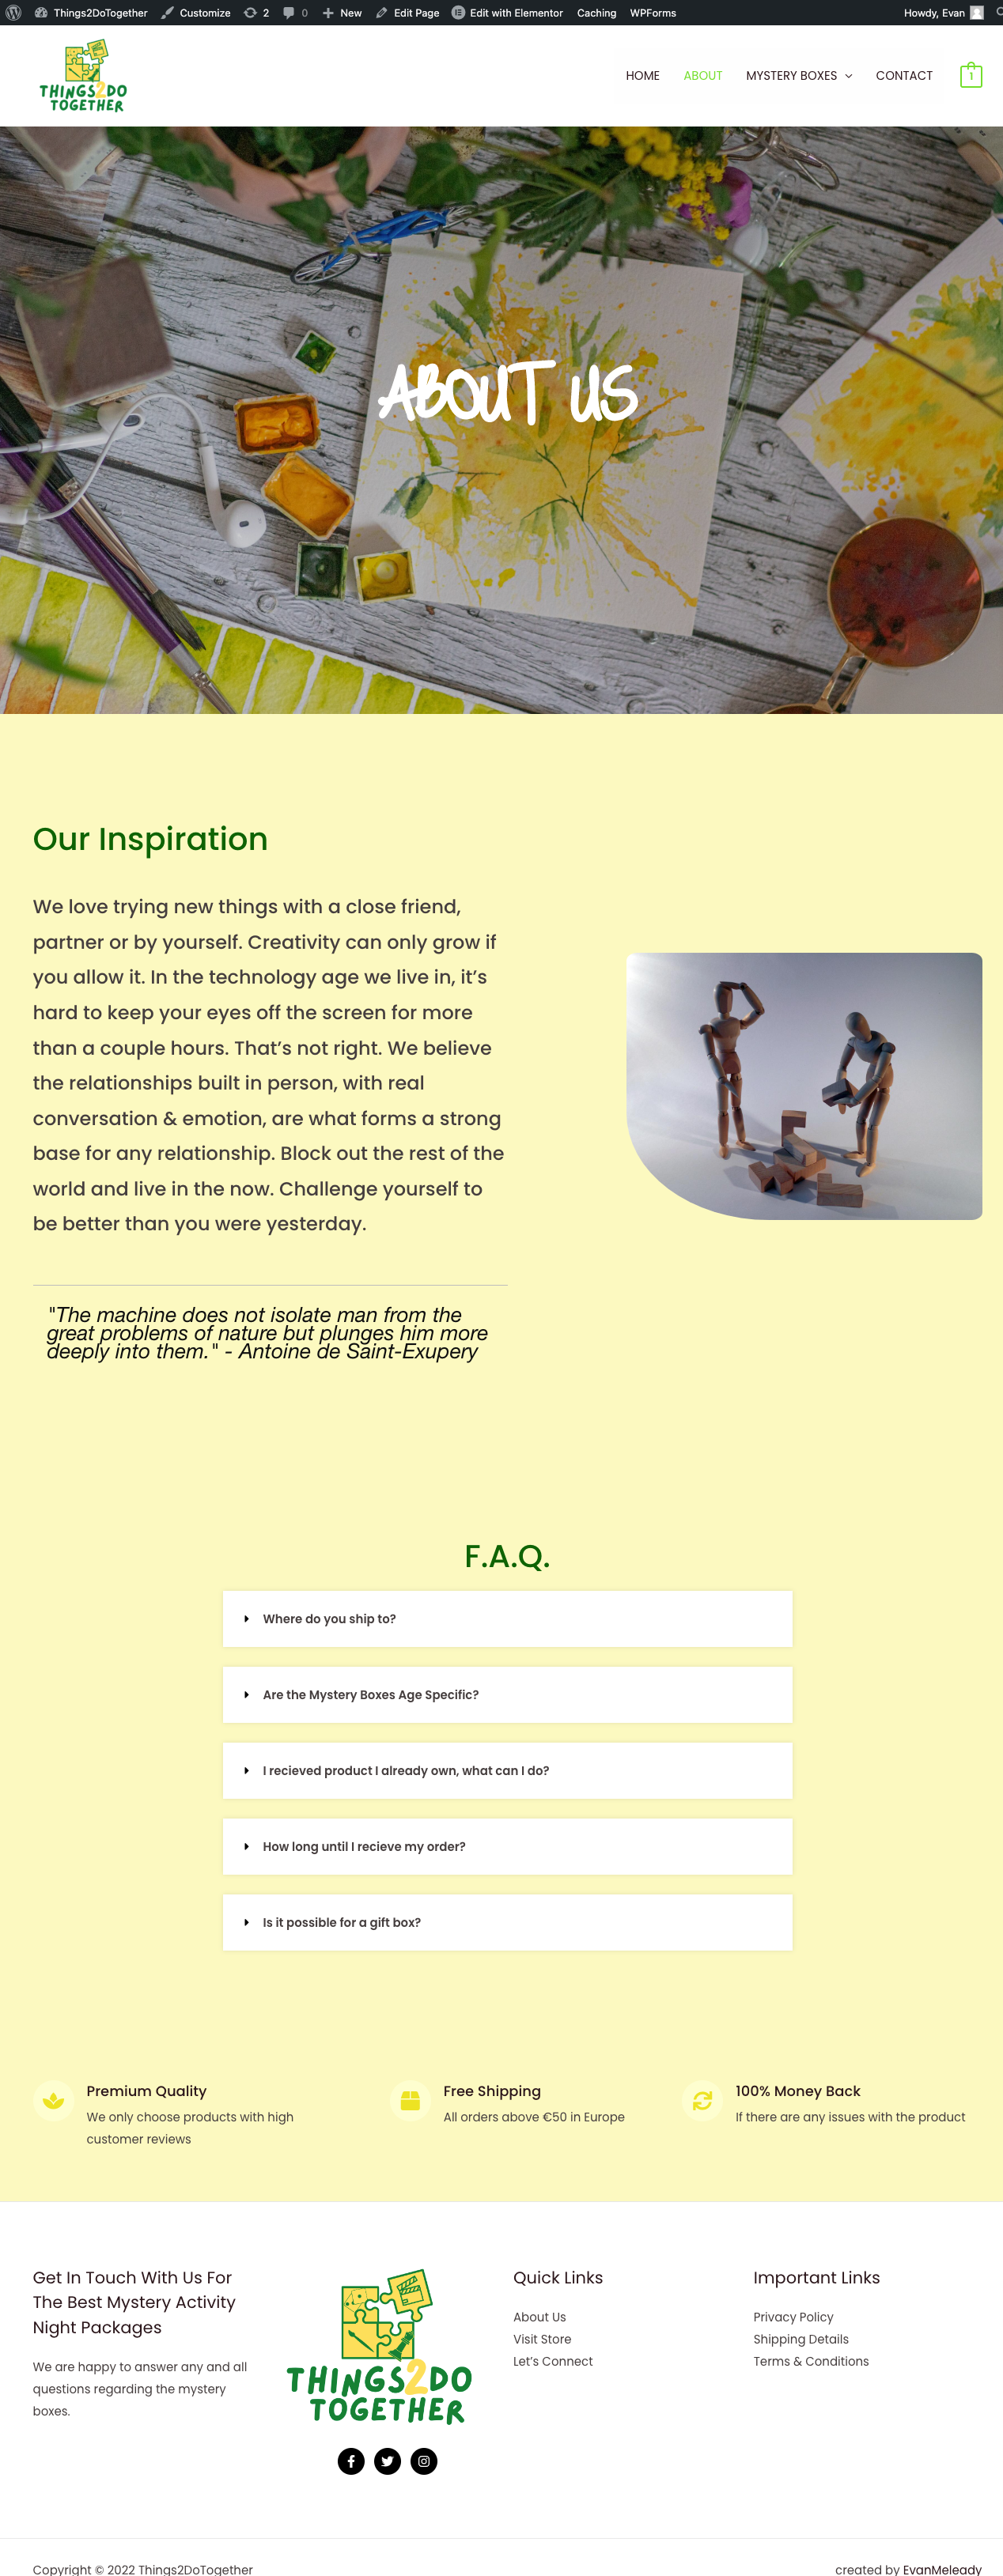 Things2DoTogether Customize 2 0 New Edit Page Edit with Elementor Caching WPForms Howdy, Evan
THINGS2DO
TOGETHER
HOME ABOUT MYSTERY BOXES CONTACT 1
ABOUT US
Our Inspiration
We love trying new things with a close friend,
partner or by yourself. Creativity can only grow if
you allow it. In the technology age we live in, it’s
hard to keep your eyes off the screen for more
than a couple hours. That’s not right. We believe
the relationships built in person, with real
conversation & emotion, are what forms a strong
base for any relationship. Block out the rest of the
world and live in the now. Challenge yourself to
be better than you were yesterday.
"The machine does not isolate man from the
great problems of nature but plunges him more
deeply into them." - Antoine de Saint-Exupery
F.A.Q.
Where do you ship to?
Are the Mystery Boxes Age Specific?
I recieved product I already own, what can I do?
How long until I recieve my order?
Is it possible for a gift box?
Premium Quality
We only choose products with high
customer reviews
Free Shipping
All orders above €50 in Europe
100% Money Back
If there are any issues with the product
Get In Touch With Us For
The Best Mystery Activity
Night Packages
We are happy to answer any and all
questions regarding the mystery
boxes.
THINGS2DO
TOGETHER
Quick Links
About Us
Visit Store
Let’s Connect
Important Links
Privacy Policy
Shipping Details
Terms & Conditions
Copyright © 2022 Things2DoTogether
created by EvanMeleady